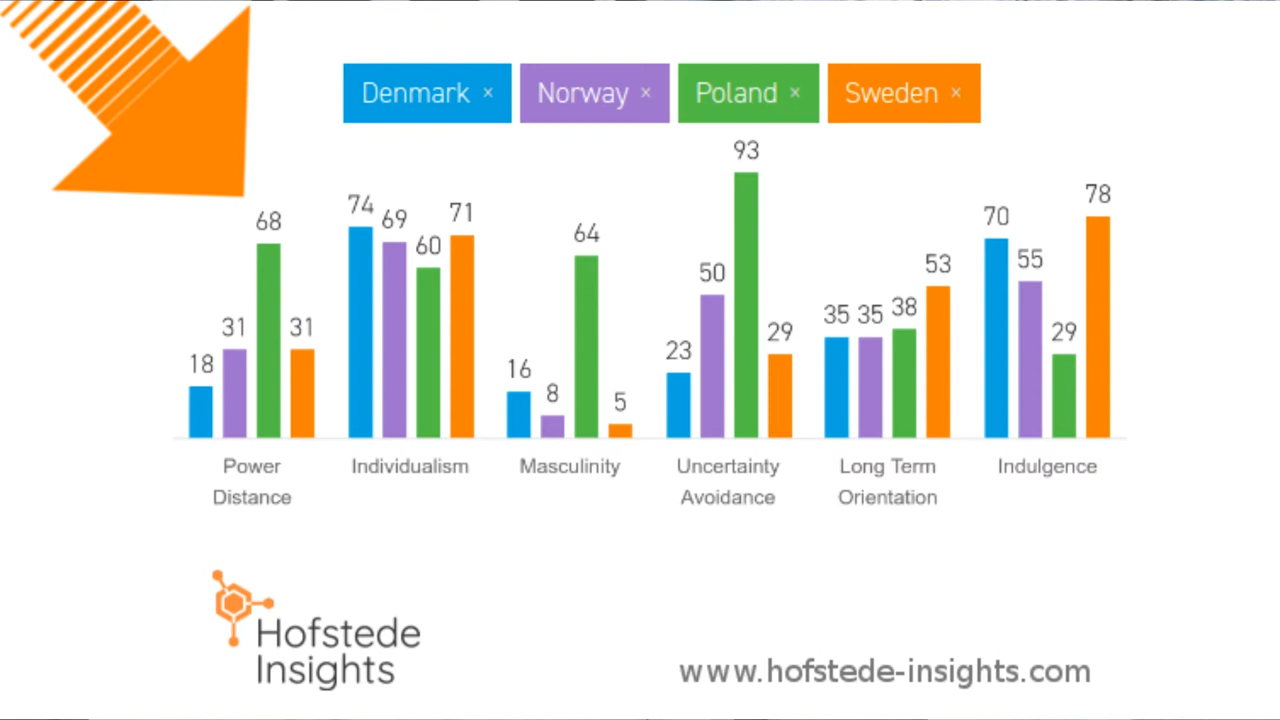 Denmark × Norway × Poland × Sweden ×
18 31 68 31
74 69 60 71
16 8 64 5
23 50 93 29
35 35 38 53
70 55 29 78
Power
Distance
Individualism
Masculinity
Uncertainty
Avoidance
Long Term
Orientation
Indulgence
Hofstede
Insights
www.hofstede-insights.com